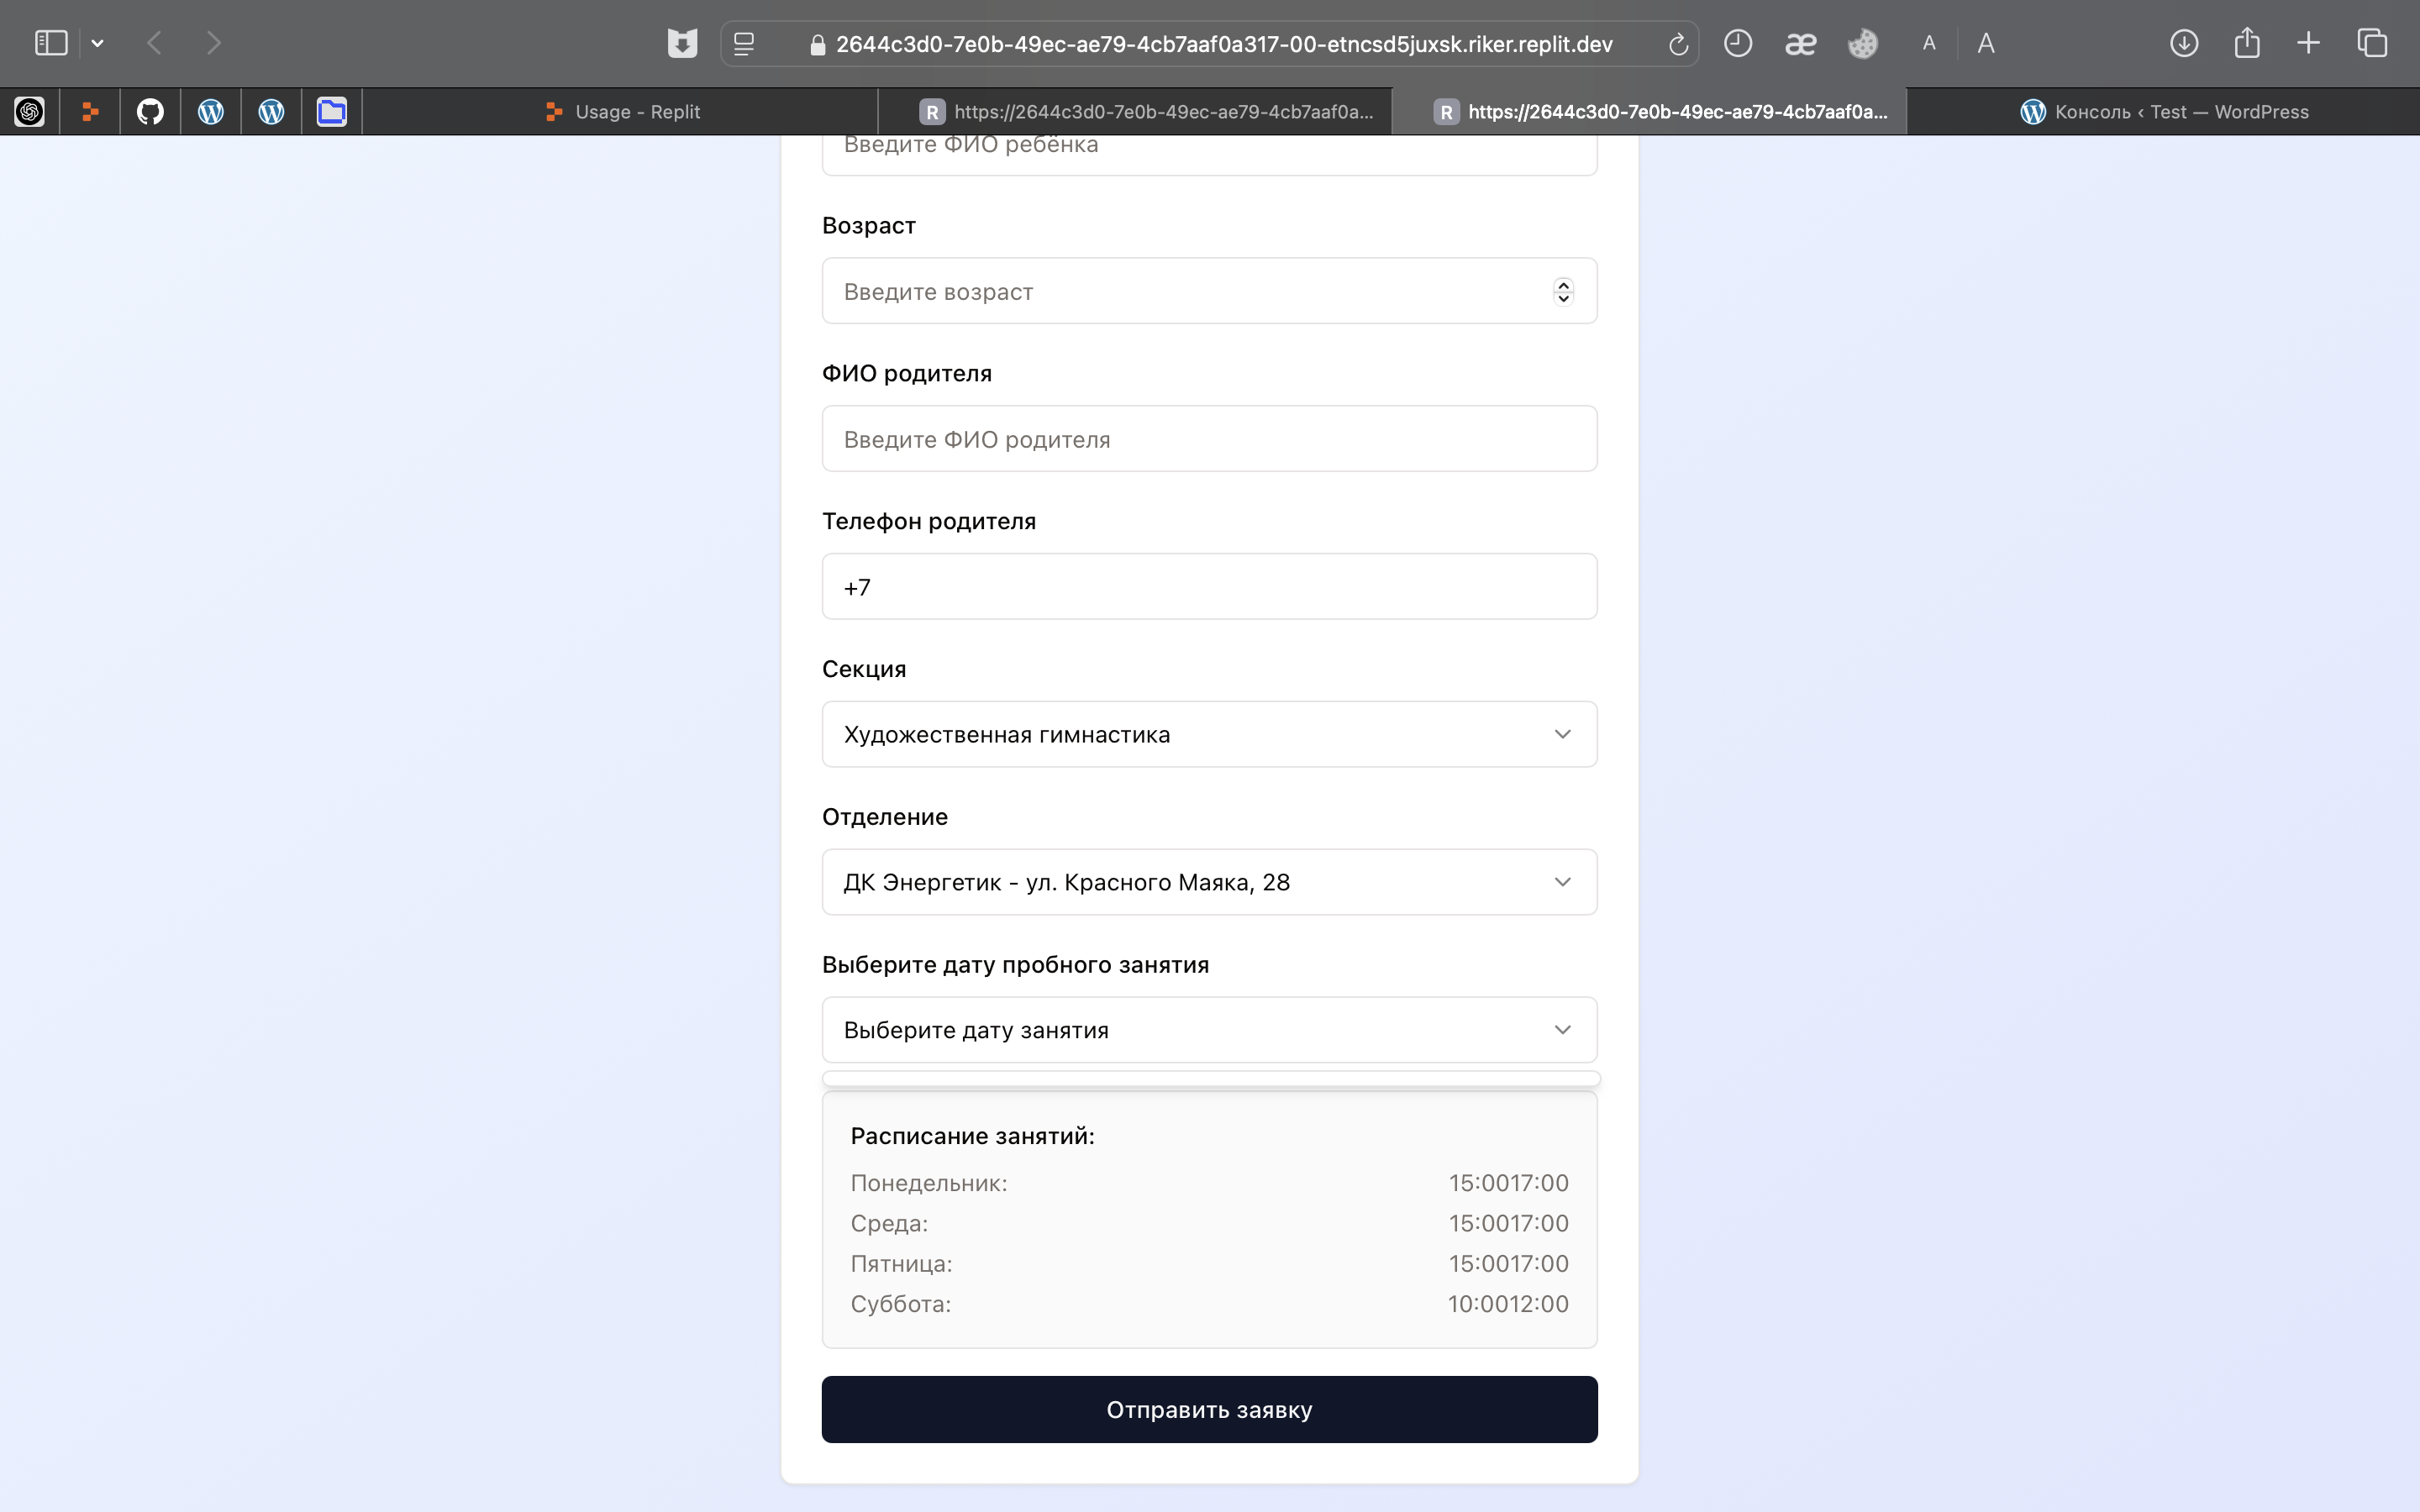 2644c3d0-7e0b-49ec-ae79-4cb7aaf0a317-00-etncsd5juxsk.riker.replit.dev
æ
A
A
Usage - Replit
R https://2644c3d0-7e0b-49ec-ae79-4cb7aaf0a...
R https://2644c3d0-7e0b-49ec-ae79-4cb7aaf0a...
Консоль ‹ Test — WordPress
Введите ФИО ребёнка
Возраст
Введите возраст
ФИО родителя
Введите ФИО родителя
Телефон родителя
+7
Секция
Художественная гимнастика
Отделение
ДК Энергетик - ул. Красного Маяка, 28
Выберите дату пробного занятия
Выберите дату занятия
Расписание занятий:
Понедельник: 15:0017:00
Среда: 15:0017:00
Пятница: 15:0017:00
Суббота: 10:0012:00
Отправить заявку